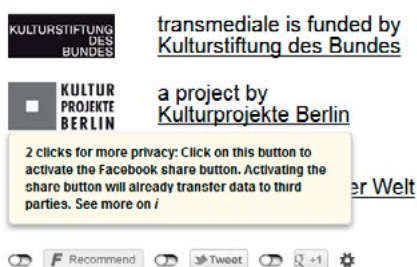 KULTURSTIFTUNG
DES
BUNDES
transmediale is funded by
Kulturstiftung des Bundes
KULTUR
PROJEKTE
BERLIN
a project by
Kulturprojekte Berlin
2 clicks for more privacy: Click on this button to
activate the Facebook share button. Activating the
share button will already transfer data to third
parties. See more on i
er Welt
F Recommend Tweet +1